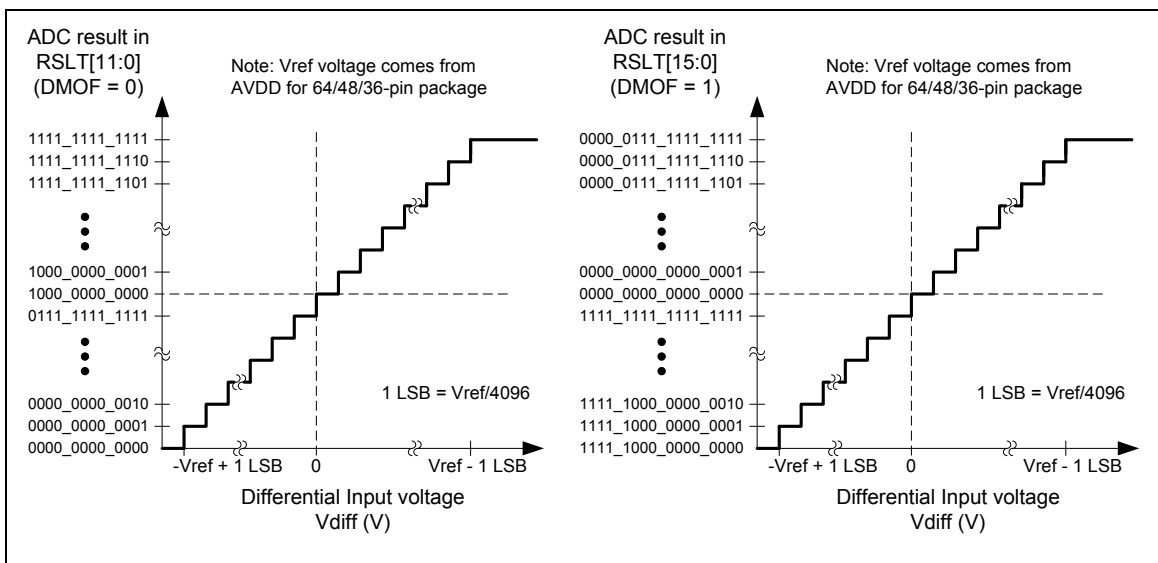 ADC result in
RSLT[11:0]
(DMOF = 0)
Note: Vref voltage comes from
AVDD for 64/48/36-pin package
1111_1111_1111
1111_1111_1110
1111_1111_1101
1000_0000_0001
1000_0000_0000
0111_1111_1111
0000_0000_0010
0000_0000_0001
0000_0000_0000
1 LSB = Vref/4096
-Vref + 1 LSB
0
Vref - 1 LSB
Differential Input voltage
Vdiff (V)
ADC result in
RSLT[15:0]
(DMOF = 1)
Note: Vref voltage comes from
AVDD for 64/48/36-pin package
0000_0111_1111_1111
0000_0111_1111_1110
0000_0111_1111_1101
0000_0000_0000_0001
0000_0000_0000_0000
1111_1111_1111_1111
1111_1000_0000_0010
1111_1000_0000_0001
1111_1000_0000_0000
1 LSB = Vref/4096
-Vref + 1 LSB
0
Vref - 1 LSB
Differential Input voltage
Vdiff (V)